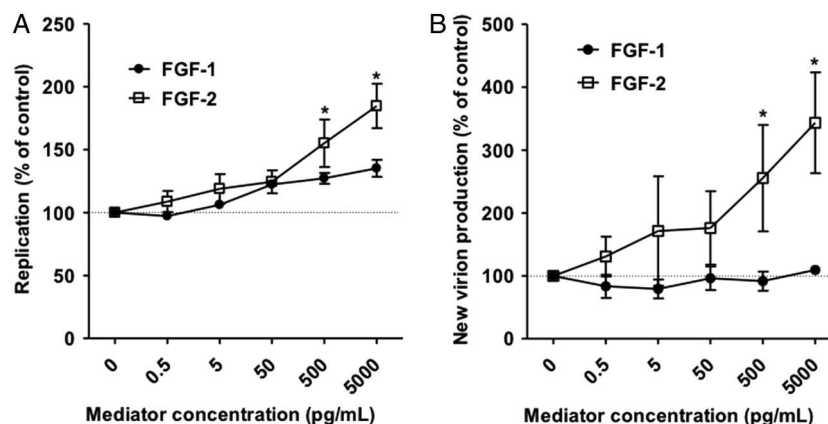 A
Replication (% of control)
250
200
150
100
50
0
FGF-1
FGF-2
*
*
0
0.5
5
50
500
5000
Mediator concentration (pg/mL)
B
New virion production (% of control)
500
400
300
200
100
0
FGF-1
FGF-2
*
*
0
0.5
5
50
500
5000
Mediator concentration (pg/mL)